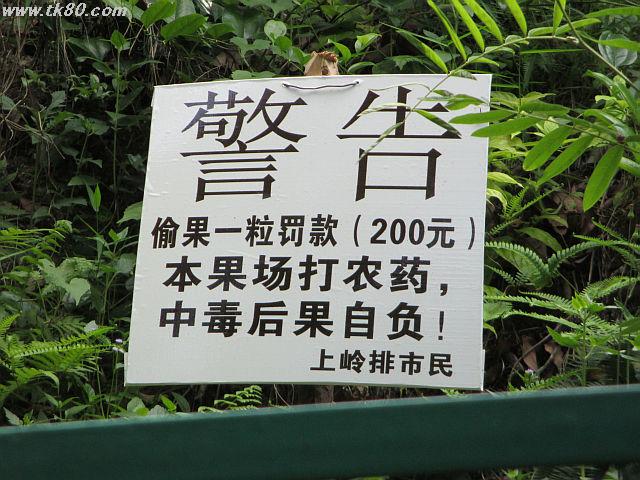 www.tk80.com
警告
偷果一粒罚款（200元）
本果场打农药，
中毒后果自负！
上岭排市民